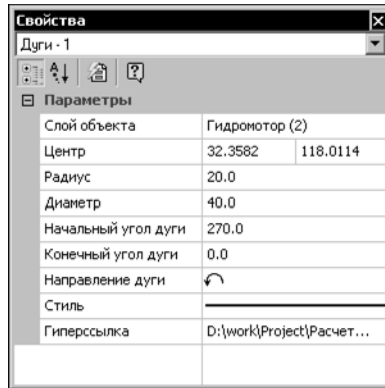 Свойства
Дуги - 1
Параметры
Слой объекта Гидромотор (2)
Центр 32.3582 118.0114
Радиус 20.0
Диаметр 40.0
Начальный угол дуги 270.0
Конечный угол дуги 0.0
Направление дуги
Стиль
Гиперссылка D:\work\Project\Расчет...